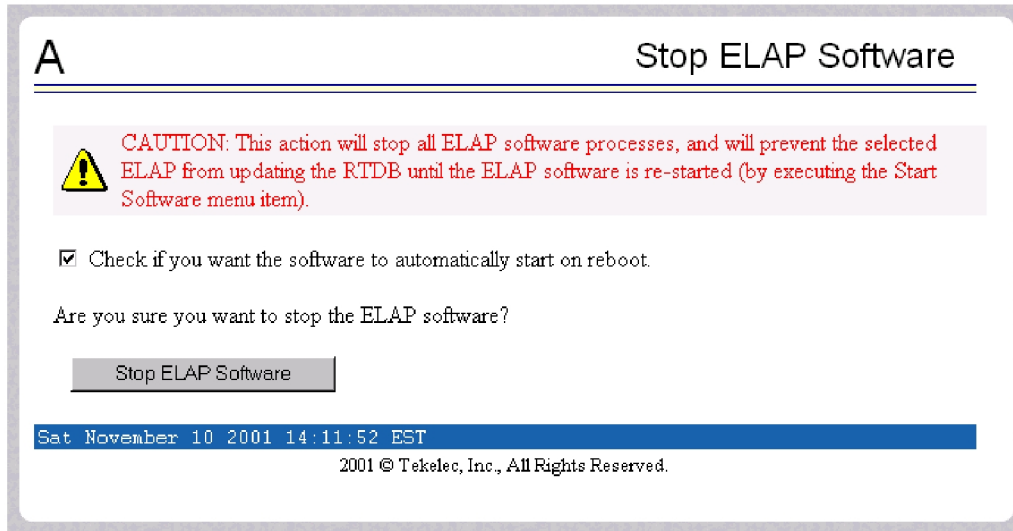 A
Stop ELAP Software
CAUTION: This action will stop all ELAP software processes, and will prevent the selected
ELAP from updating the RTDB until the ELAP software is re-started (by executing the Start
Software menu item).
Check if you want the software to automatically start on reboot.
Are you sure you want to stop the ELAP software?
Stop ELAP Software
Sat November 10 2001 14:11:52 EST
2001 © Tekelec, Inc., All Rights Reserved.